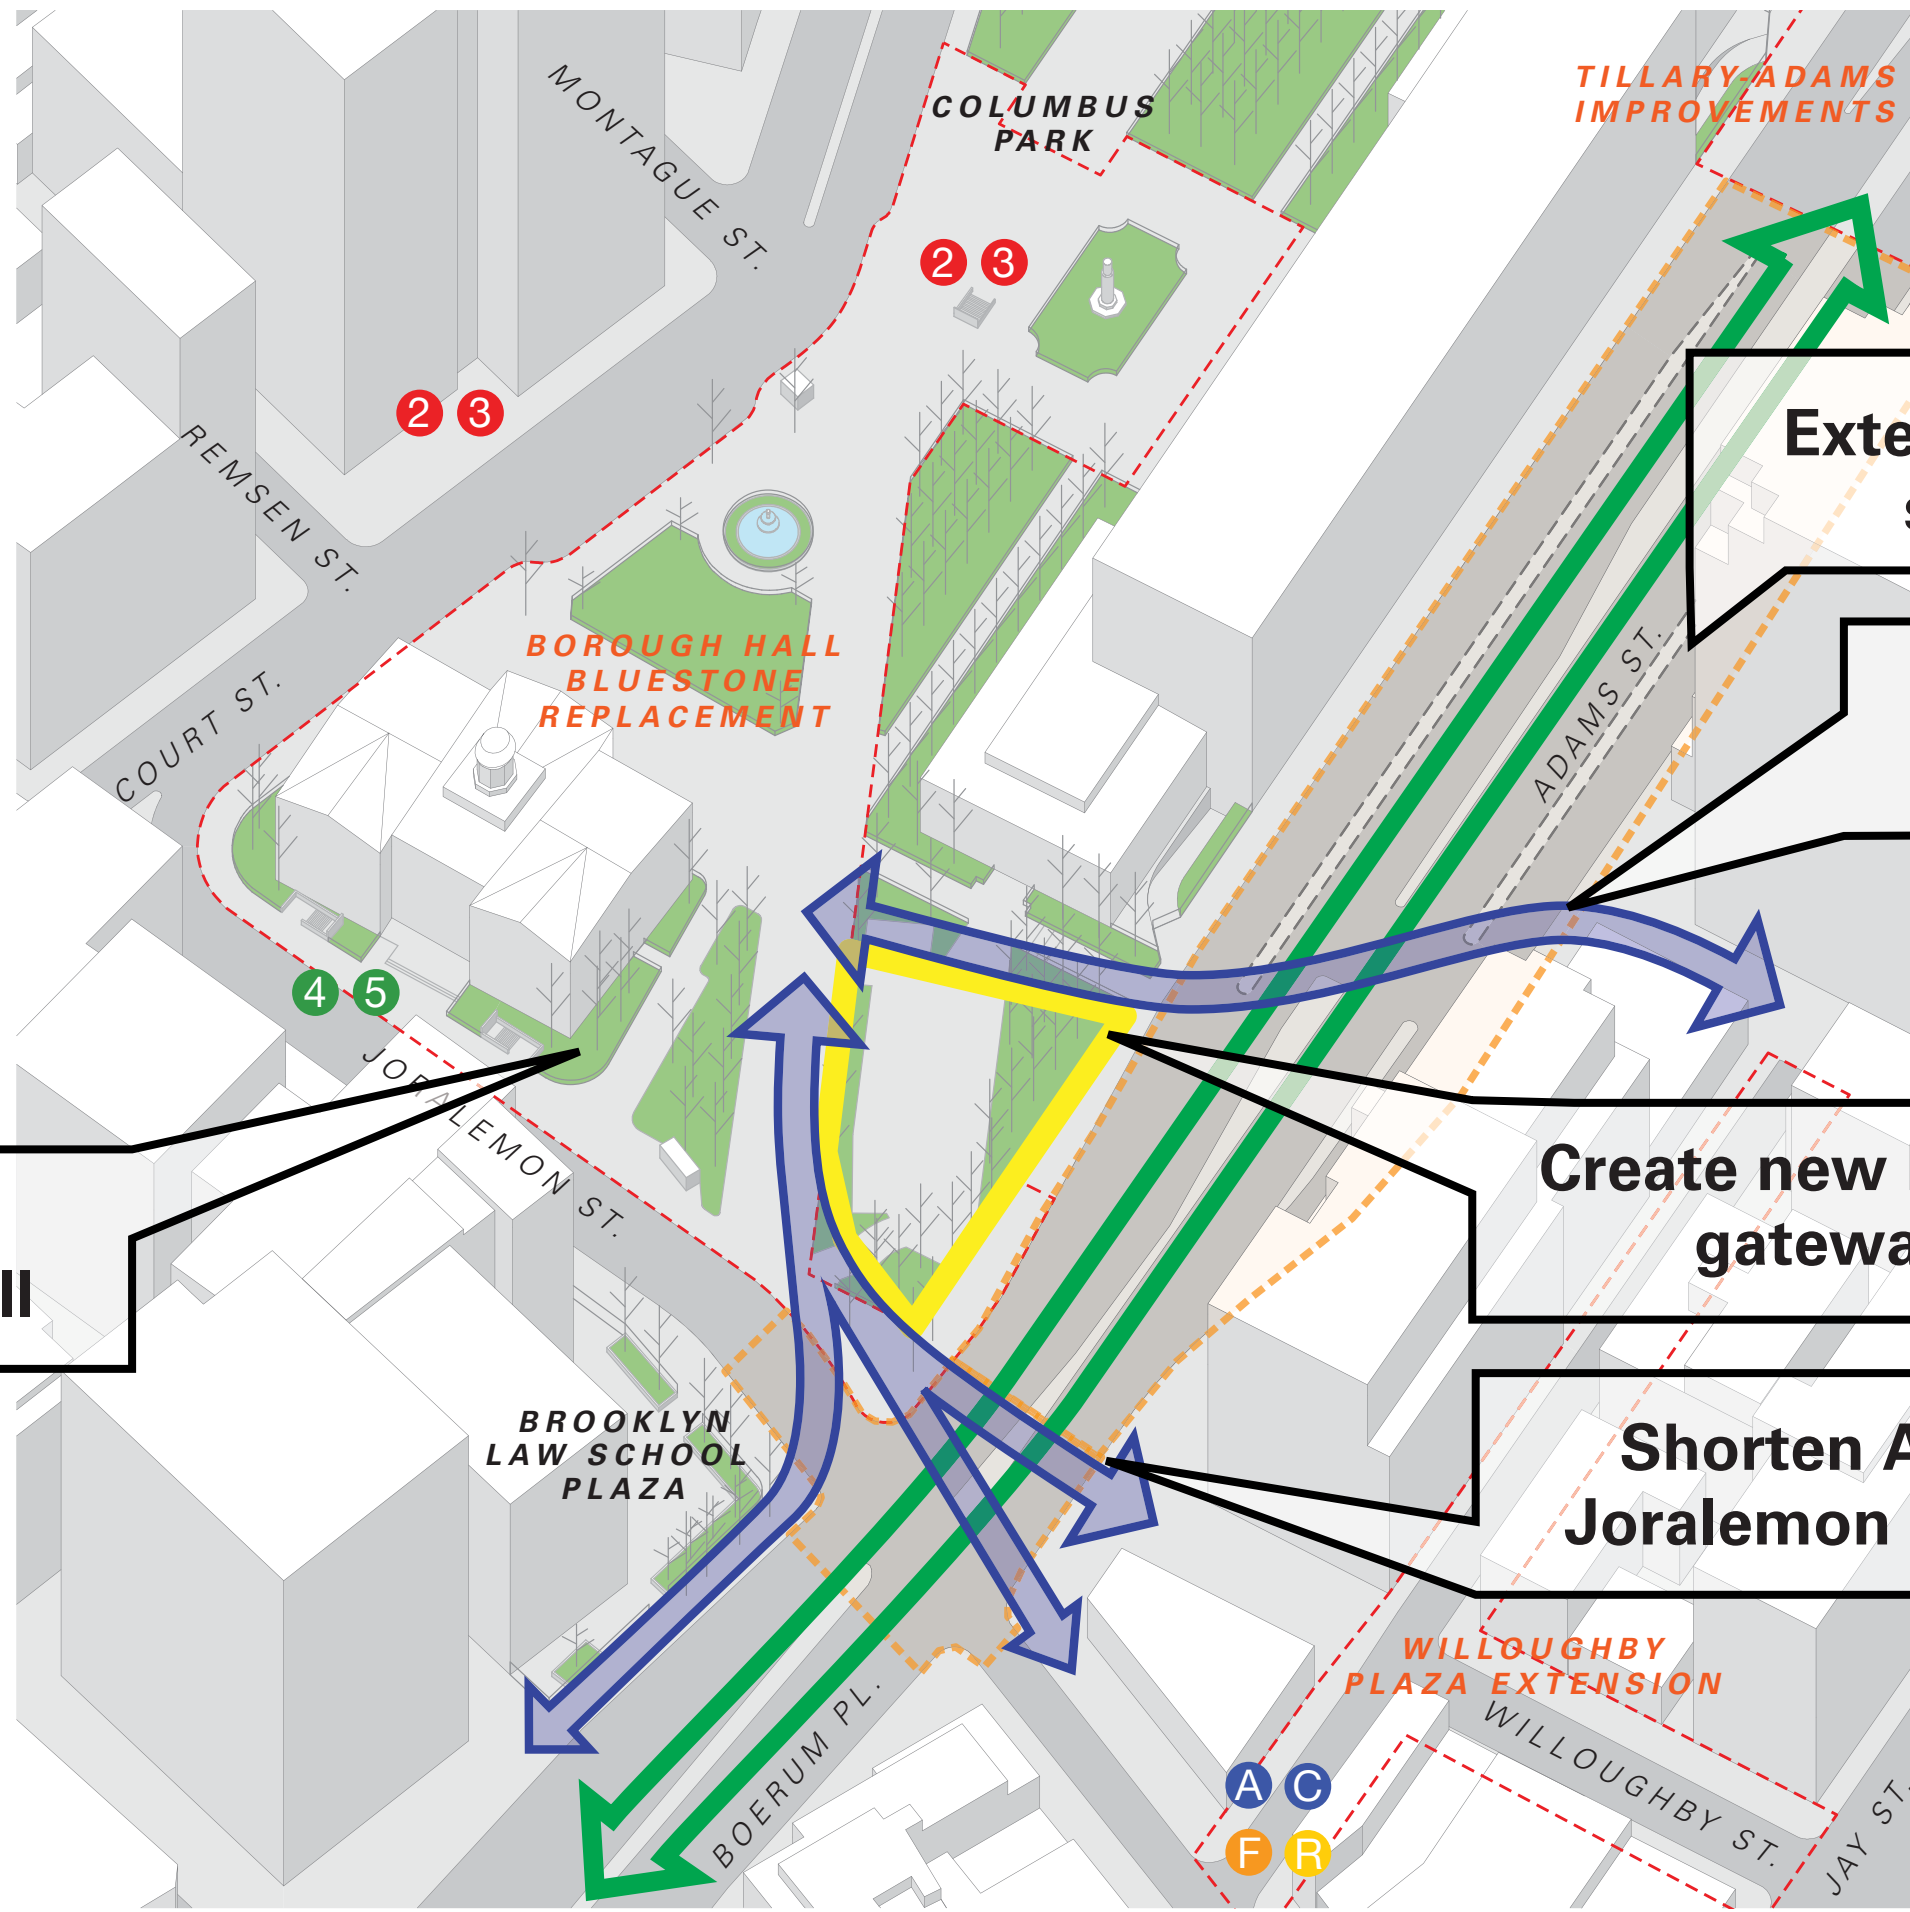 MONTAGUE ST.
COLUMBUS
PARK
TILLARY-ADAMS
IMPROVEMENTS
2 3
2 3
REMSEN ST.
COURT ST.
BOROUGH HALL
BLUESTONE
REPLACEMENT
ADAMS ST.
4 5
JORALEMON ST.
Create new
BROOKLYN
LAW SCHOOL
PLAZA
Shorten A
Joralemon
WILLOUGHBY
PLAZA EXTENSION
BOERUM PL.
WILLOUGHBY ST.
JAY ST.
A C
F R